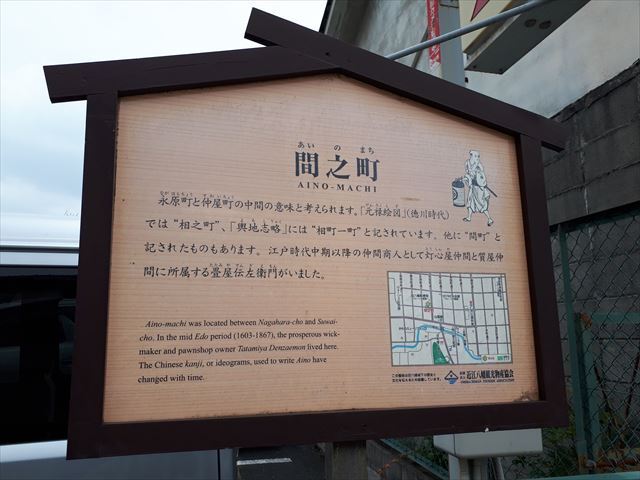 あいのまち
間之町
AINO-MACHI
永原町と仲屋町の中間の意味と考えられます。「元禄絵図」(徳川時代)
では“相之町”、「輿地志略」には“相町一町”と記されています。他に“間町”と
記されたものもあります。江戸時代中期以降の仲間商人として灯心屋仲間と質屋仲
間に所属する畳屋伝左衛門がいました。
Aino-machi was located between Nagahara-cho and Suwai-
cho. In the mid Edo period (1603-1867), the prosperous wick-
maker and pawnshop owner Tatamiya Denzaemon lived here.
The Chinese kanji, or ideograms, used to write Aino have
changed with time.
近江八幡観光物産協会